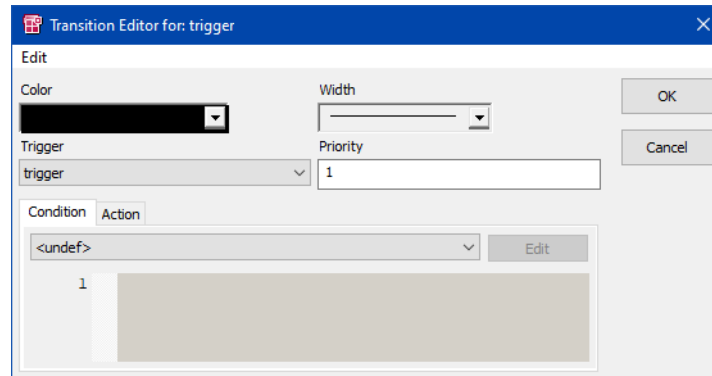 Transition Editor for: trigger
Edit
Color
Width
OK
Trigger
Priority
Cancel
trigger
1
Condition
Action
<undef>
Edit
1